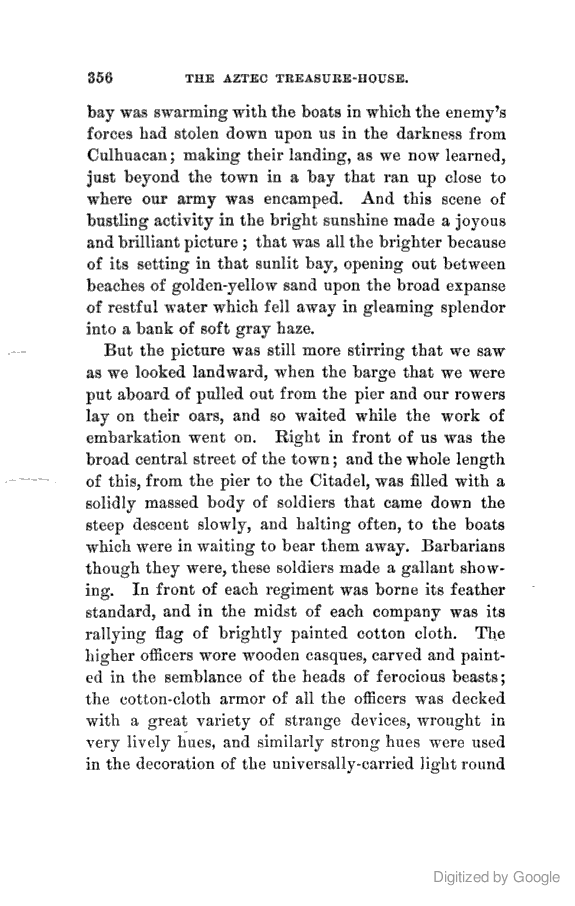 356 THE AZTEC TREASURE-HOUSE.
bay was swarming with the boats in which the enemy's
forces had stolen down upon us in the darkness from
Culhuacan; making their landing, as we now learned,
just beyond the town in a bay that ran up close to
where our army was encamped. And this scene of
bustling activity in the bright sunshine made a joyous
and brilliant picture; that was all the brighter because
of its setting in that sunlit bay, opening out between
beaches of golden-yellow sand upon the broad expanse
of restful water which fell away in gleaming splendor
into a bank of soft gray haze.
But the picture was still more stirring that we saw
as we looked landward, when the barge that we were
put aboard of pulled out from the pier and our rowers
lay on their oars, and so waited while the work of
embarkation went on. Right in front of us was the
broad central street of the town; and the whole length
of this, from the pier to the Citadel, was filled with a
solidly massed body of soldiers that came down the
steep descent slowly, and halting often, to the boats
which were in waiting to bear them away. Barbarians
though they were, these soldiers made a gallant show-
ing. In front of each regiment was borne its feather
standard, and in the midst of each company was its
rallying flag of brightly painted cotton cloth. The
higher officers wore wooden casques, carved and paint-
ed in the semblance of the heads of ferocious beasts;
the cotton-cloth armor of all the officers was decked
with a great variety of strange devices, wrought in
very lively hues, and similarly strong hues were used
in the decoration of the universally-carried light round
Digitized by Google